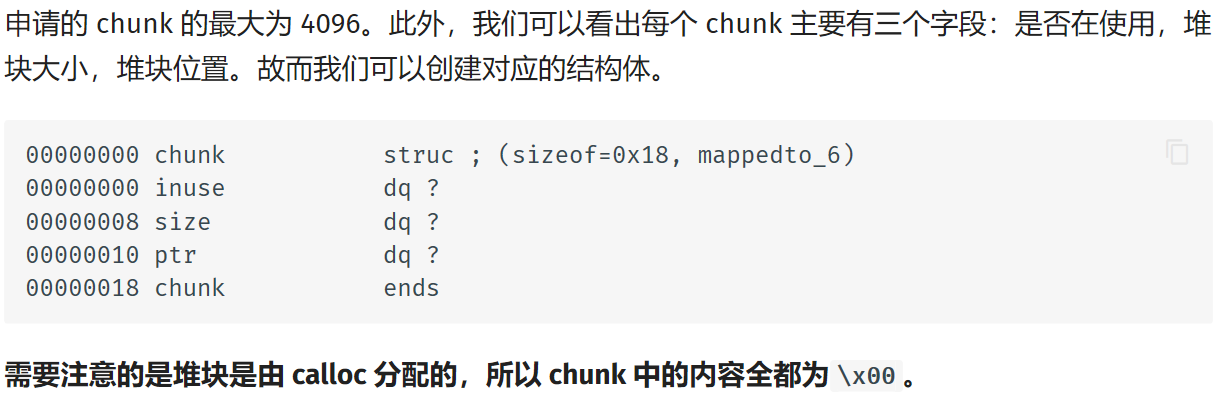 申请的 chunk 的最大为 4096。此外，我们可以看出每个 chunk 主要有三个字段：是否在使用，堆
块大小，堆块位置。故而我们可以创建对应的结构体。
00000000 chunk           struc ; (sizeof=0x18, mappedto_6)
00000000 inuse           dq ?
00000008 size            dq ?
00000010 ptr             dq ?
00000018 chunk           ends
需要注意的是堆块是由 calloc 分配的，所以 chunk 中的内容全都为 \x00 。